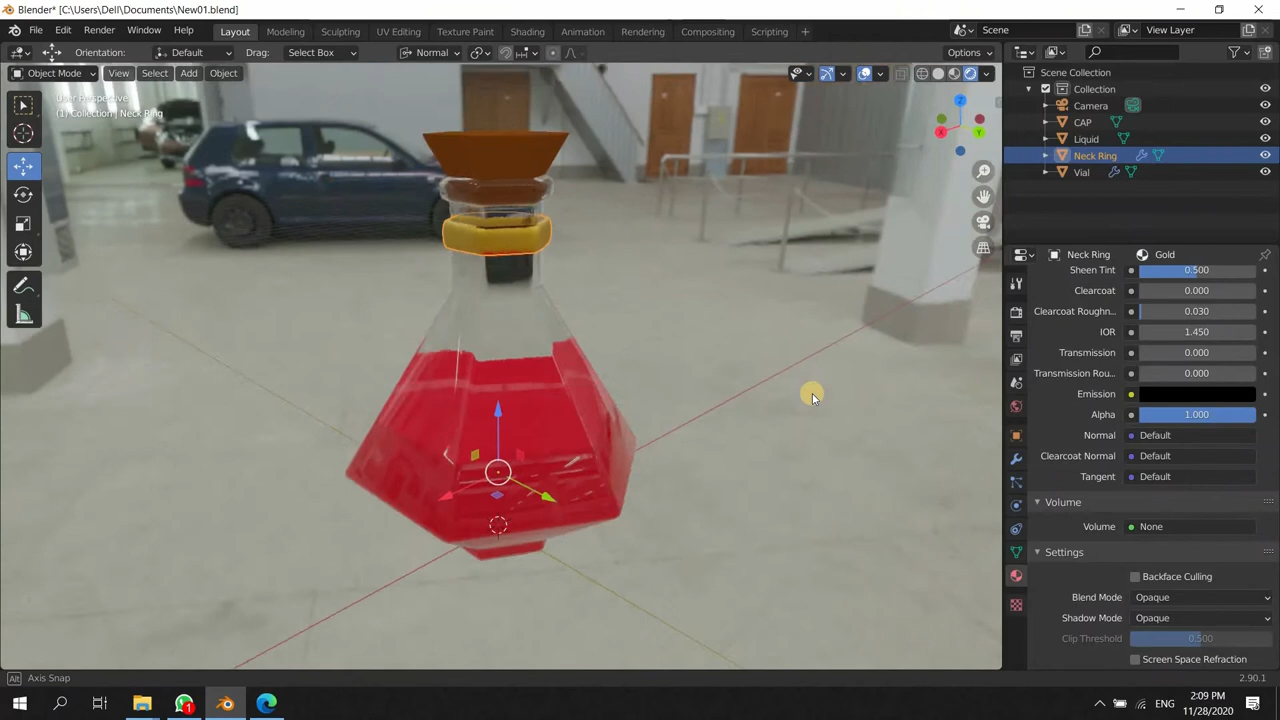 Blender* [C:\Users\Dell\Documents\New01.blend]
File Edit Render Window Help Layout Modeling Sculpting UV Editing Texture Paint Shading Animation Rendering Compositing Scripting + Scene View Layer
Orientation: Default Drag: Select Box Normal Options
Object Mode View Select Add Object
User Perspective
(1) Collection | Neck Ring
X
Y
Z
Scene Collection
Collection
Camera
CAP
Liquid
Neck Ring
Vial
Neck Ring Gold
Sheen Tint 0.500
Clearcoat 0.000
Clearcoat Roughn... 0.030
IOR 1.450
Transmission 0.000
Transmission Rou... 0.000
Emission
Alpha 1.000
Normal Default
Clearcoat Normal Default
Tangent Default
Volume
Volume None
Settings
Backface Culling
Blend Mode Opaque
Shadow Mode Opaque
Clip Threshold 0.500
Screen Space Refraction
Alt Axis Snap 2.90.1
1
ENG
2:09 PM
11/28/2020